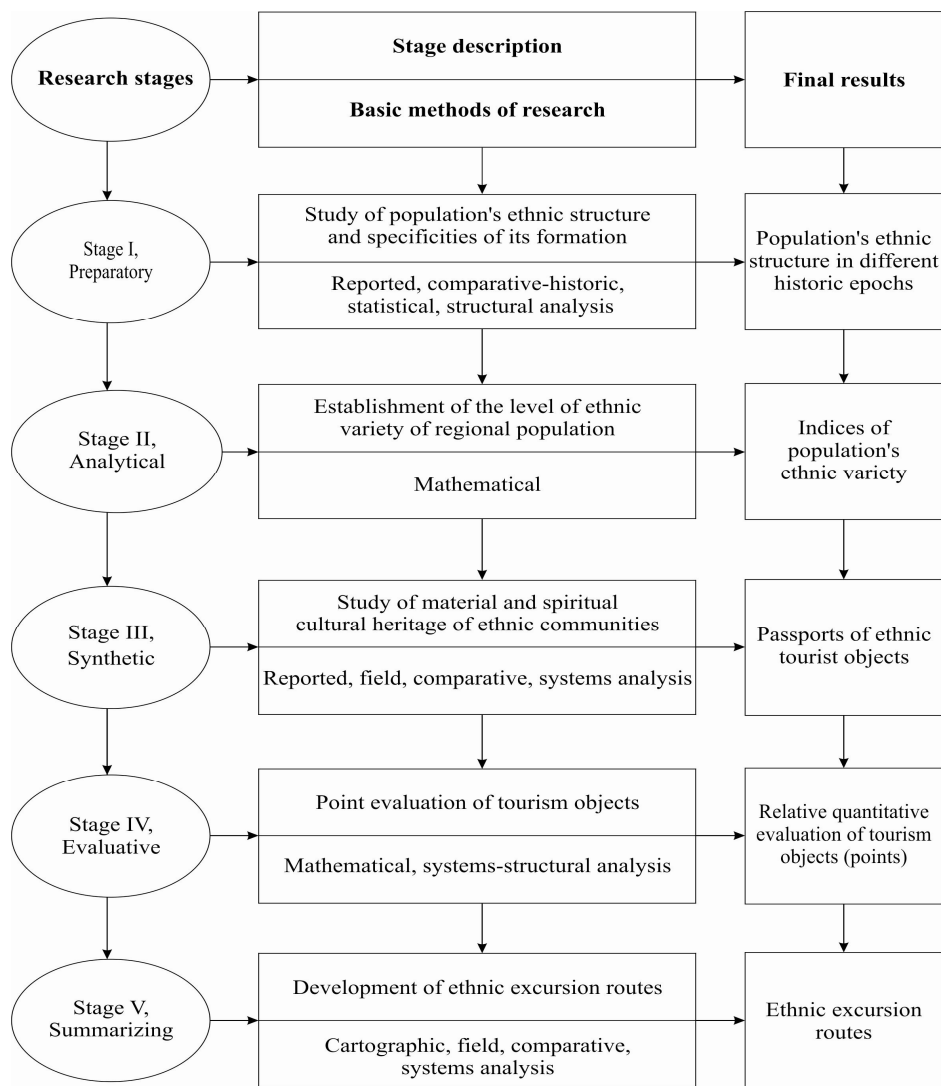 Research stages
Stage description
Basic methods of research
Final results
Stage I,
Preparatory
Study of population's ethnic structure
and specificities of its formation
Reported, comparative-historic,
statistical, structural analysis
Population's ethnic
structure in different
historic epochs
Stage II,
Analytical
Establishment of the level of ethnic
variety of regional population
Mathematical
Indices of
population's
ethnic variety
Stage III,
Synthetic
Study of material and spiritual
cultural heritage of ethnic communities
Reported, field, comparative, systems analysis
Passports of ethnic
tourist objects
Stage IV,
Evaluative
Point evaluation of tourism objects
Mathematical, systems-structural analysis
Relative quantitative
evaluation of tourism
objects (points)
Stage V,
Summarizing
Development of ethnic excursion routes
Cartographic, field, comparative,
systems analysis
Ethnic excursion
routes